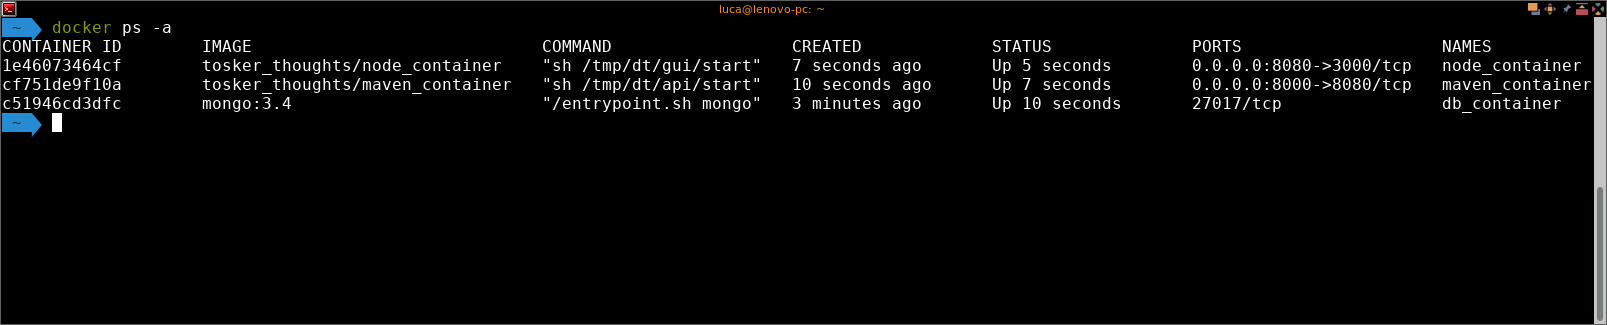 luca@lenovo-pc: ~
~ docker ps -a
CONTAINER ID IMAGE COMMAND CREATED STATUS PORTS NAMES
1e46073464cf tosker_thoughts/node_container "sh /tmp/dt/gui/start" 7 seconds ago Up 5 seconds 0.0.0.0:8080->3000/tcp node_container
cf751de9f10a tosker_thoughts/maven_container "sh /tmp/dt/api/start" 10 seconds ago Up 7 seconds 0.0.0.0:8000->8080/tcp maven_container
c51946cd3dfc mongo:3.4 "/entrypoint.sh mongo" 3 minutes ago Up 10 seconds 27017/tcp db_container
~